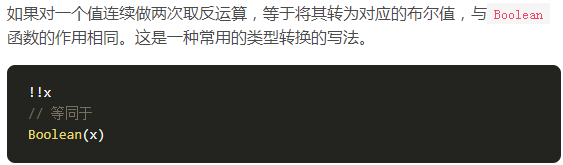 如果对一个值连续做两次取反运算，等于将其转为对应的布尔值，与 Boolean
函数的作用相同。这是一种常用的类型转换的写法。
!!x
// 等同于
Boolean(x)